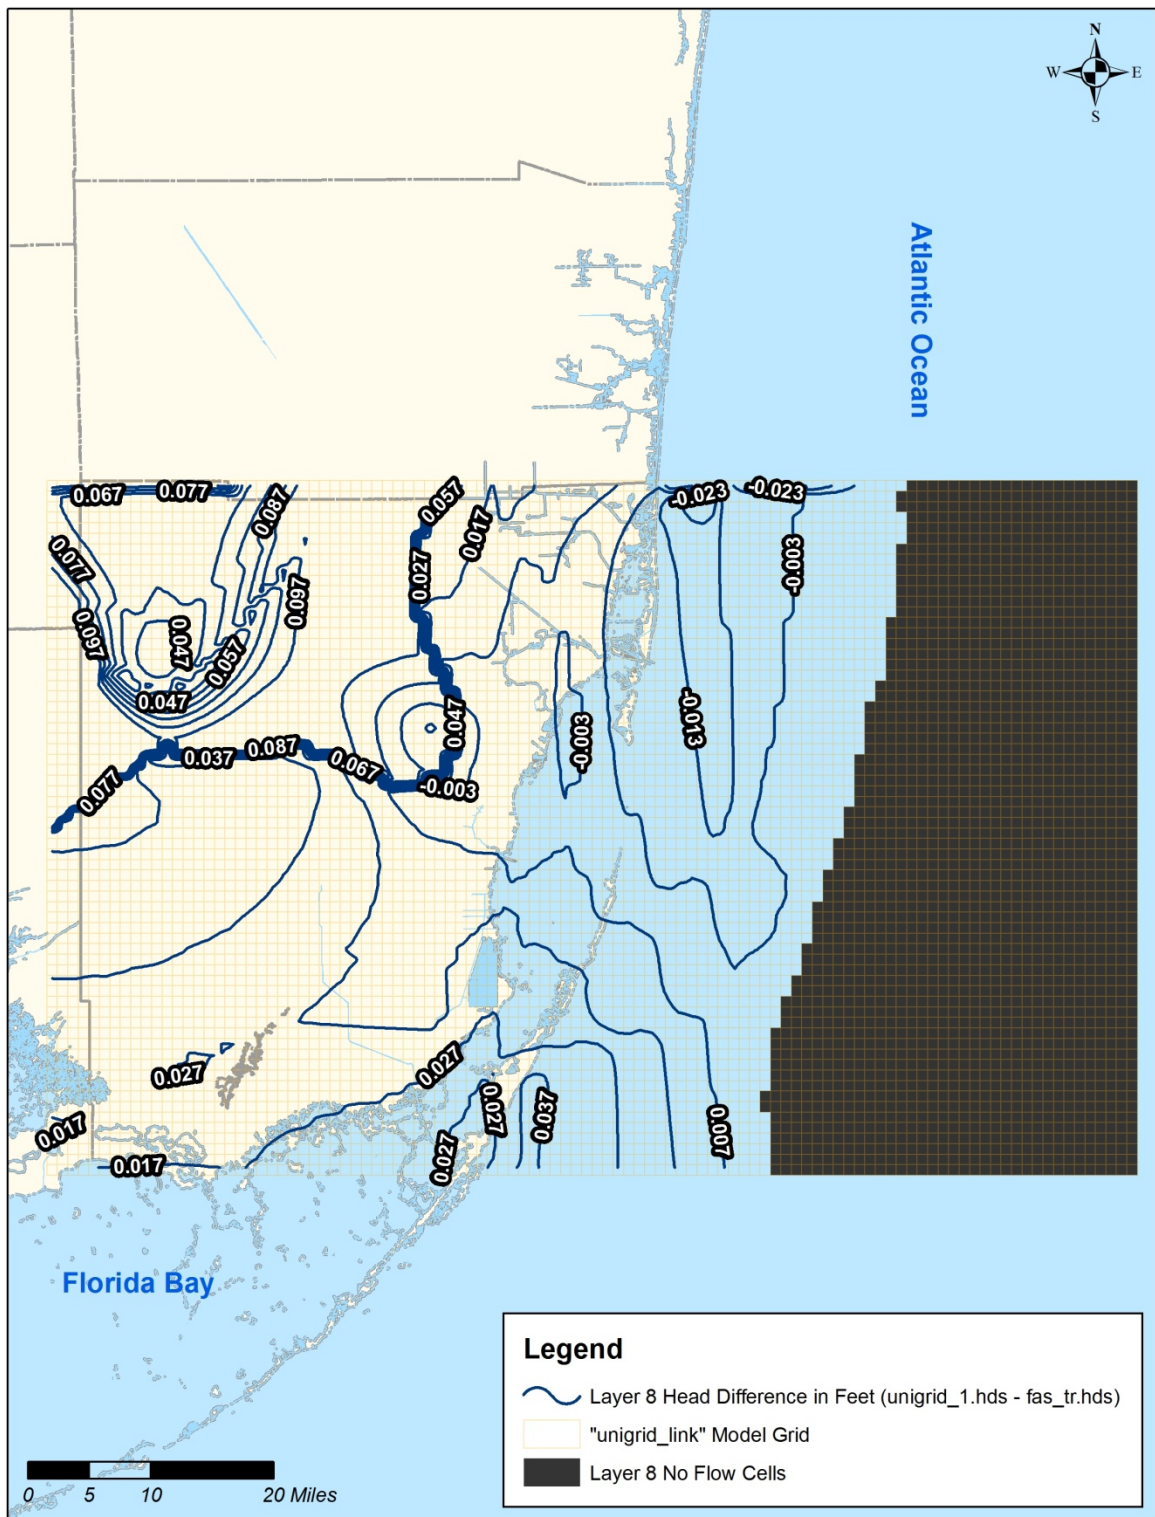 N
W E
S
Atlantic Ocean
0.067 0.077 0.087 0.057 0.017 -0.023 -0.023
0.077 0.027 -0.003
0.097 0.097
0.047 0.057
0.047 0.047 -0.013
0.037 0.087 0.067 -0.003 -0.003
0.077
0.027 0.027
0.017 0.027 0.037 0.007
0.017 0.027
Florida Bay
Legend
Layer 8 Head Difference in Feet (unigrid_1.hds - fas_tr.hds)
"unigrid_link" Model Grid
Layer 8 No Flow Cells
0 5 10 20 Miles